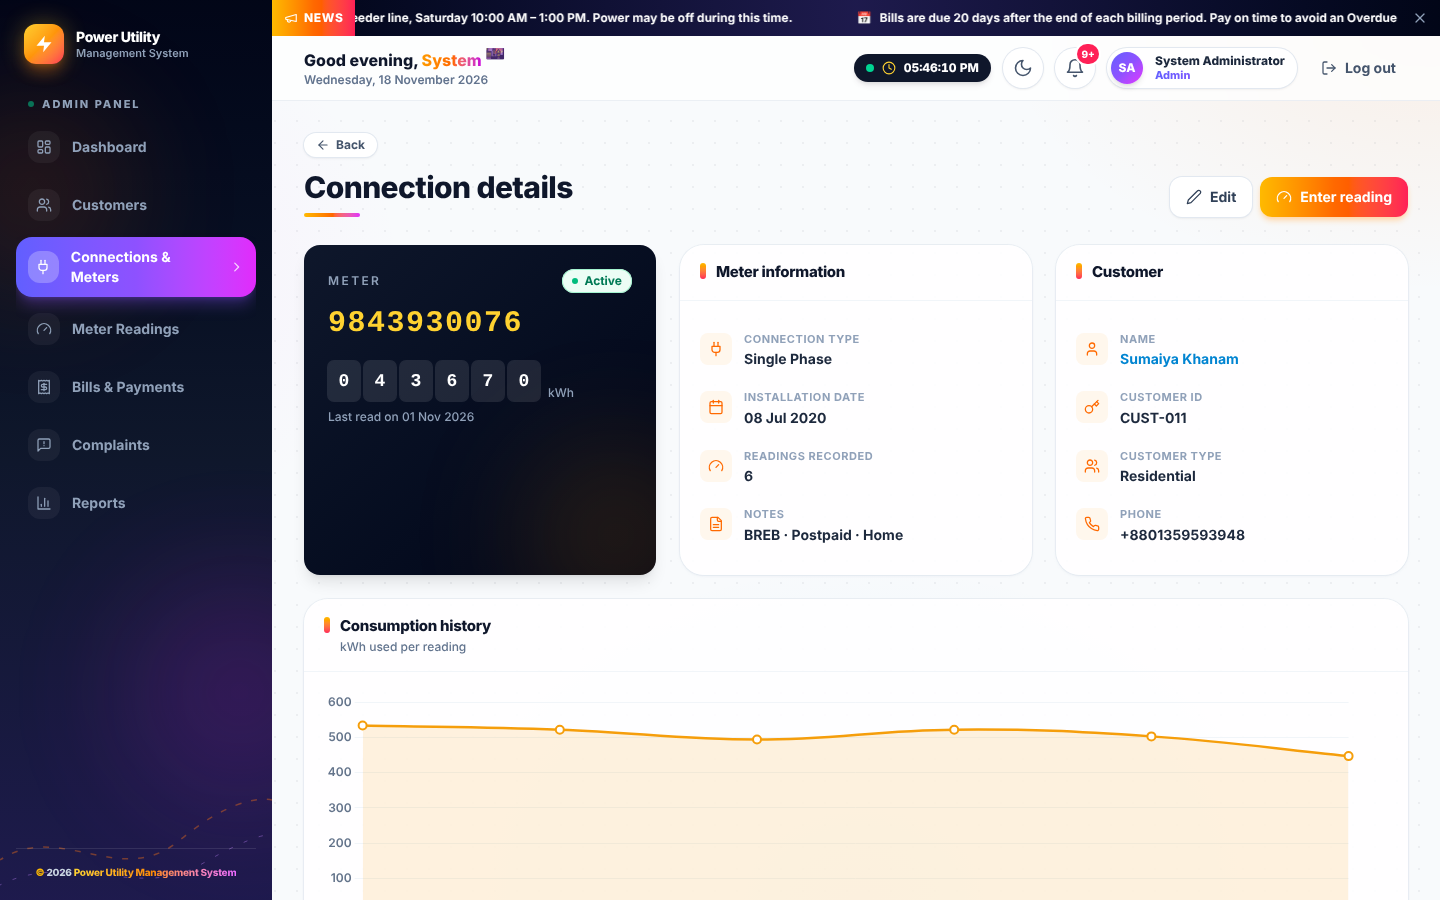 Power Utility
Management System
ADMIN PANEL
Dashboard
Customers
Connections &
Meters
Meter Readings
Bills & Payments
Complaints
Reports
© 2026 Power Utility Management System
NEWS
feeder line, Saturday 10:00 AM – 1:00 PM. Power may be off during this time.
Bills are due 20 days after the end of each billing period. Pay on time to avoid an Overdue
Good evening, System
Wednesday, 18 November 2026
05:46:10 PM
9+
SA
System Administrator
Admin
Log out
Back
Connection details
Edit
Enter reading
METER
Active
9843930076
0 4 3 6 7 0 kWh
Last read on 01 Nov 2026
Meter information
CONNECTION TYPE
Single Phase
INSTALLATION DATE
08 Jul 2020
READINGS RECORDED
6
NOTES
BREB · Postpaid · Home
Customer
NAME
Sumaiya Khanam
CUSTOMER ID
CUST-011
CUSTOMER TYPE
Residential
PHONE
+8801359593948
Consumption history
kWh used per reading
600
500
400
300
200
100